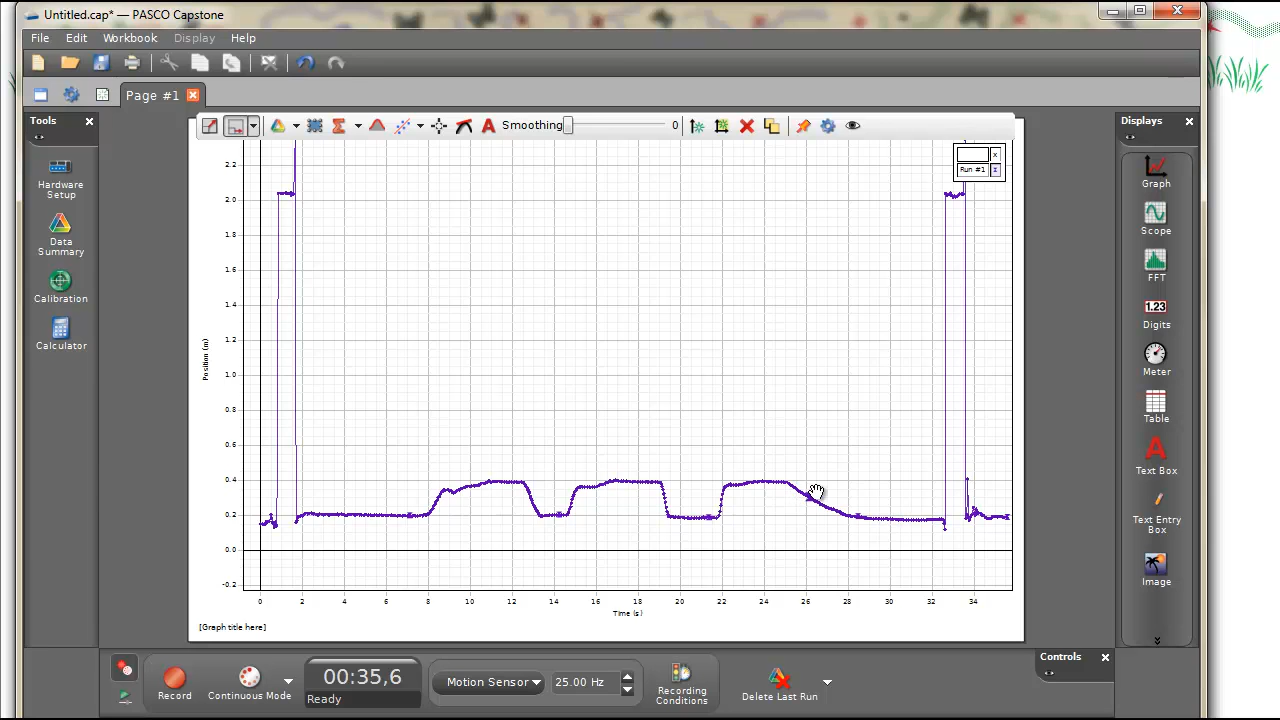 Untitled.cap* — PASCO Capstone
File Edit Workbook Display Help
Page #1
Tools
Hardware
Setup
Data
Summary
Calibration
Calculator
Smoothing 0
Run #1
2.2
2.0
1.8
1.6
1.4
1.2
1.0
0.8
0.6
0.4
0.2
0.0
-0.2
Position (m)
0 2 4 6 8 10 12 14 16 18 20 22 24 26 28 30 32 34
Time (s)
[Graph title here]
Displays
Graph
Scope
FFT
1.23
Digits
Meter
Table
A
Text Box
Text Entry
Box
Image
Controls
Record
Continuous Mode
00:35,6
Ready
Motion Sensor
25.00 Hz
Recording
Conditions
Delete Last Run